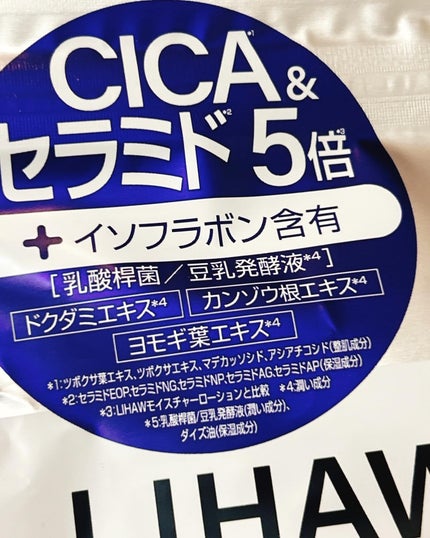 CICA*1&
セラミド*2 5倍*3
+イソフラボン含有
[乳酸桿菌/豆乳発酵液*4]
ドクダミエキス*4 カンゾウ根エキス*4
ヨモギ葉エキス*4
*1:ツボクサ葉エキス、ツボクサエキス、マデカッソシド、アシアチコシド(整肌成分)
*2:セラミドEOP,セラミドNG,セラミドNP,セラミドAG,セラミドAP(保湿成分)
*3:LIHAWモイスチャーローションと比較 *4:潤い成分
*5:乳酸桿菌/豆乳発酵液(潤い成分)、
ダイズ油(保湿成分)
LIHAW